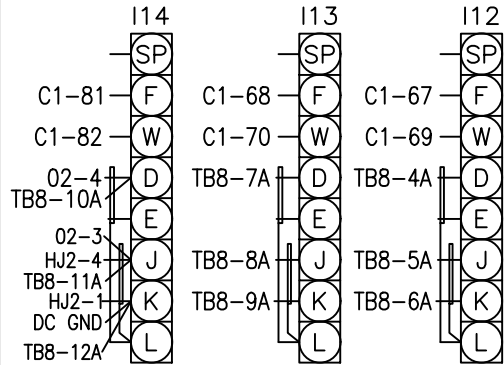 I14 I13 I12
SP SP SP
C1-81 F C1-68 F C1-67 F
C1-82 W C1-70 W C1-69 W
O2-4 D TB8-7A D TB8-4A D
TB8-10A
E E E
O2-3
HJ2-4 J TB8-8A J TB8-5A J
TB8-11A
HJ2-1 K TB8-9A K TB8-6A K
DC GND
TB8-12A L L L